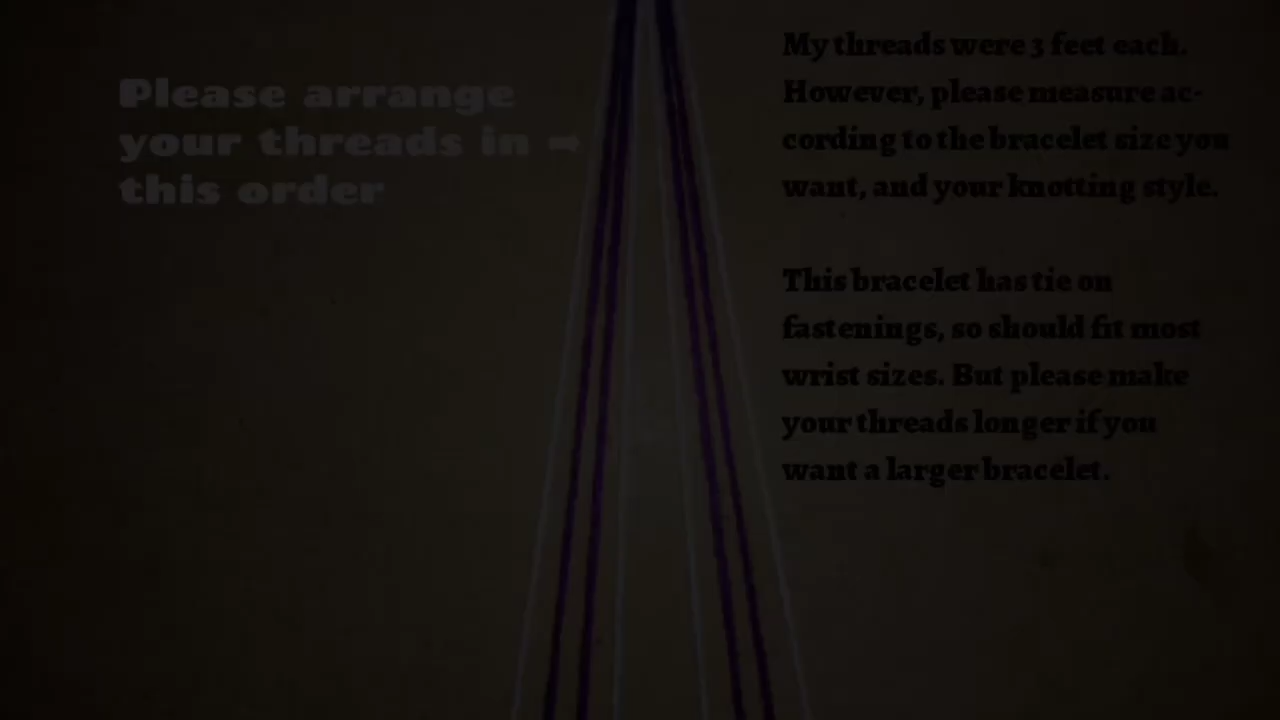 Please arrange
your threads in ➡
this order
My threads were 3 feet each.
However, please measure ac-
cording to the bracelet size you
want, and your knotting style.
This bracelet has tie on
fastenings, so should fit most
wrist sizes. But please make
your threads longer if you
want a larger bracelet.